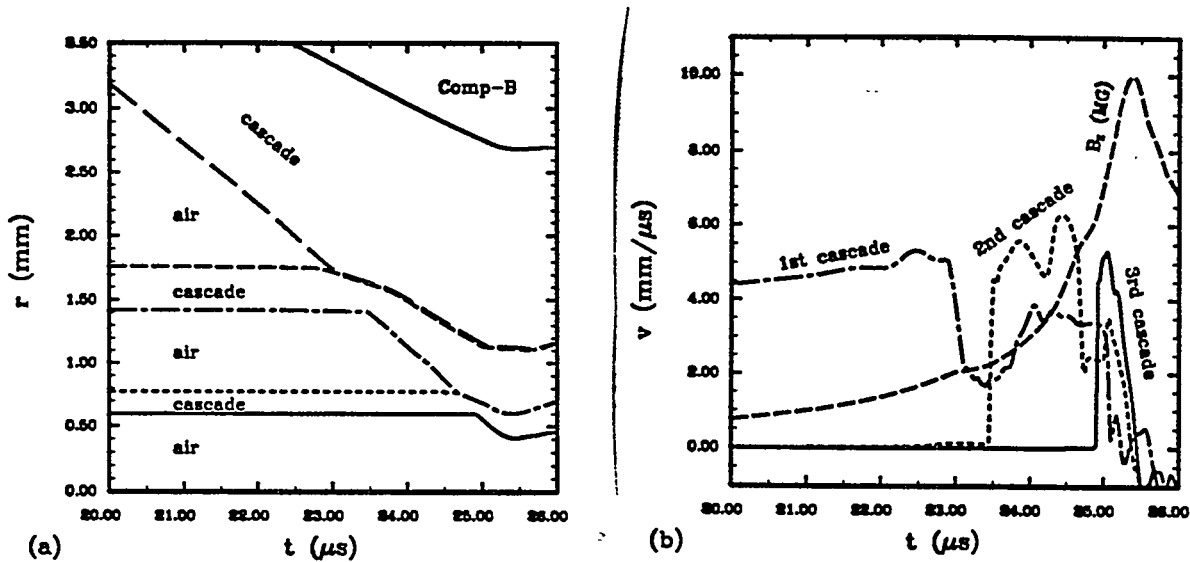 3.50
3.00
2.50
2.00
1.50
1.00
0.50
0.00
r (mm)
Comp-B
cascade
air
cascade
air
cascade
air
20.00 21.00 22.00 23.00 24.00 25.00 26.00
(a)
t (μs)
10.00
8.00
6.00
4.00
2.00
0.00
v (mm/μs)
1st cascade
2nd cascade
B_z (MG)
3rd cascade
20.00 21.00 22.00 23.00 24.00 25.00 26.00
(b)
t (μs)